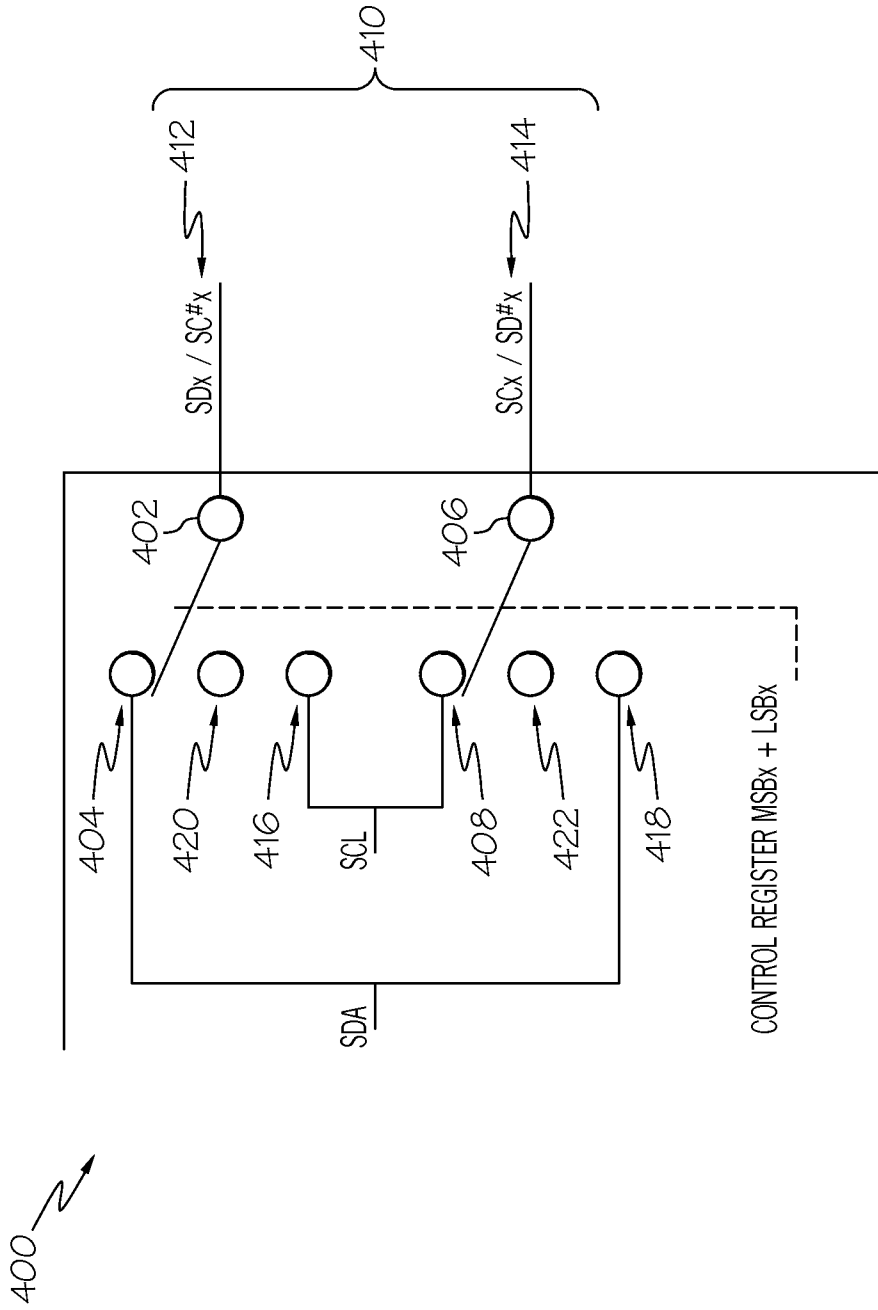 400
404
420
416
408
422
418
SDA
SCL
402
406
SDx / SC#x
SCx / SD#x
412
414
410
CONTROL REGISTER MSBx + LSBx